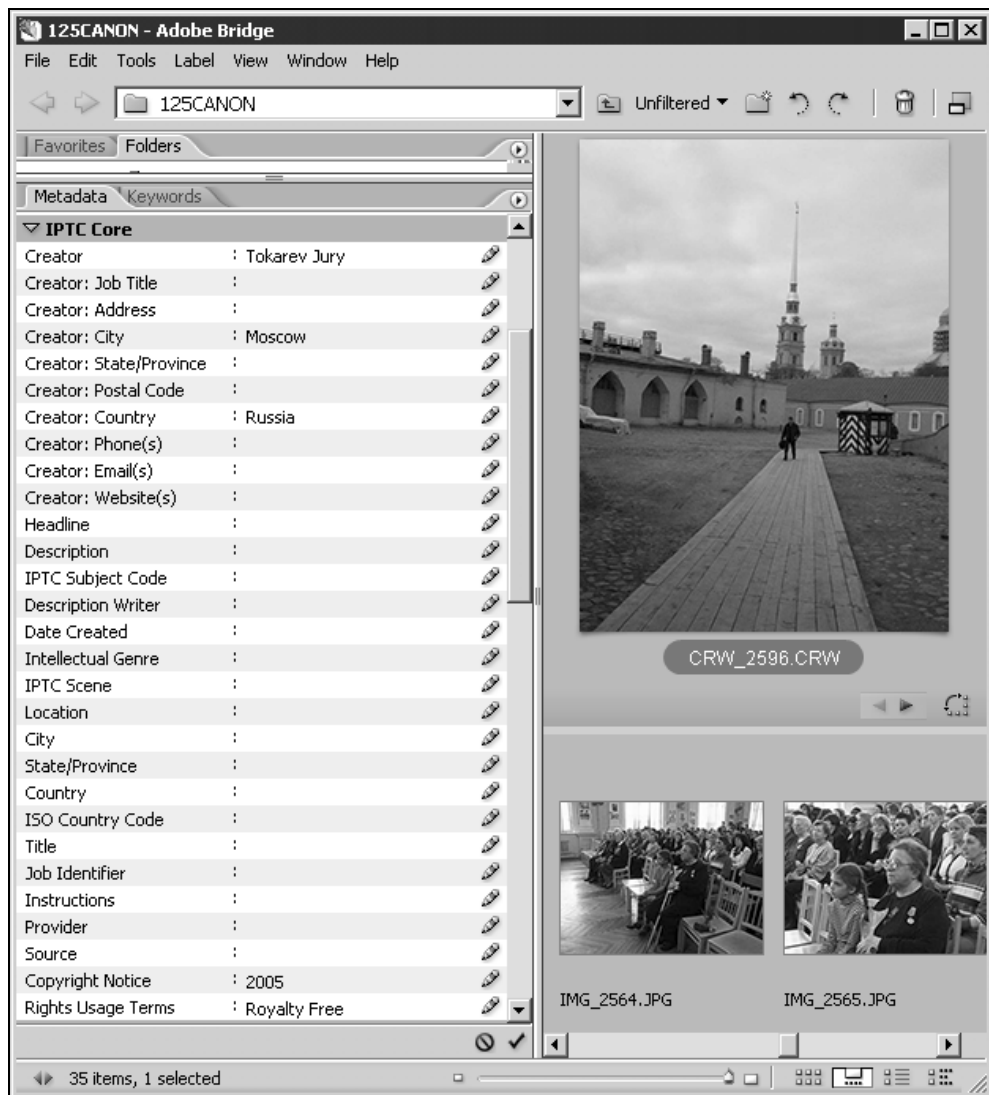 125CANON - Adobe Bridge
File Edit Tools Label View Window Help
125CANON Unfiltered
Favorites Folders
Metadata Keywords
IPTC Core
Creator : Tokarev Jury
Creator: Job Title :
Creator: Address :
Creator: City : Moscow
Creator: State/Province :
Creator: Postal Code :
Creator: Country : Russia
Creator: Phone(s) :
Creator: Email(s) :
Creator: Website(s) :
Headline :
Description :
IPTC Subject Code :
Description Writer :
Date Created :
Intellectual Genre :
IPTC Scene :
Location :
City :
State/Province :
Country :
ISO Country Code :
Title :
Job Identifier :
Instructions :
Provider :
Source :
Copyright Notice : 2005
Rights Usage Terms : Royalty Free
35 items, 1 selected
CRW_2596.CRW
IMG_2564.JPG IMG_2565.JPG